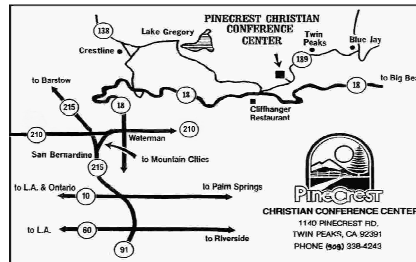 138
Lake Gregory
Crestline
PINECREST CHRISTIAN
CONFERENCE
CENTER
Twin
Peaks
Blue Jay
189
to Barstow
215
18
18
18
to Big Bea
Cliffhanger
Restaurant
210
Waterman
210
San Bernardino
to Mountain Cities
215
to L.A. & Ontario
10
to Palm Springs
60
to L.A.
to Riverside
91
PineCrest
CHRISTIAN CONFERENCE CENTER
1140 PINECREST RD.
TWIN PEAKS, CA 92391
PHONE (909) 338-4243